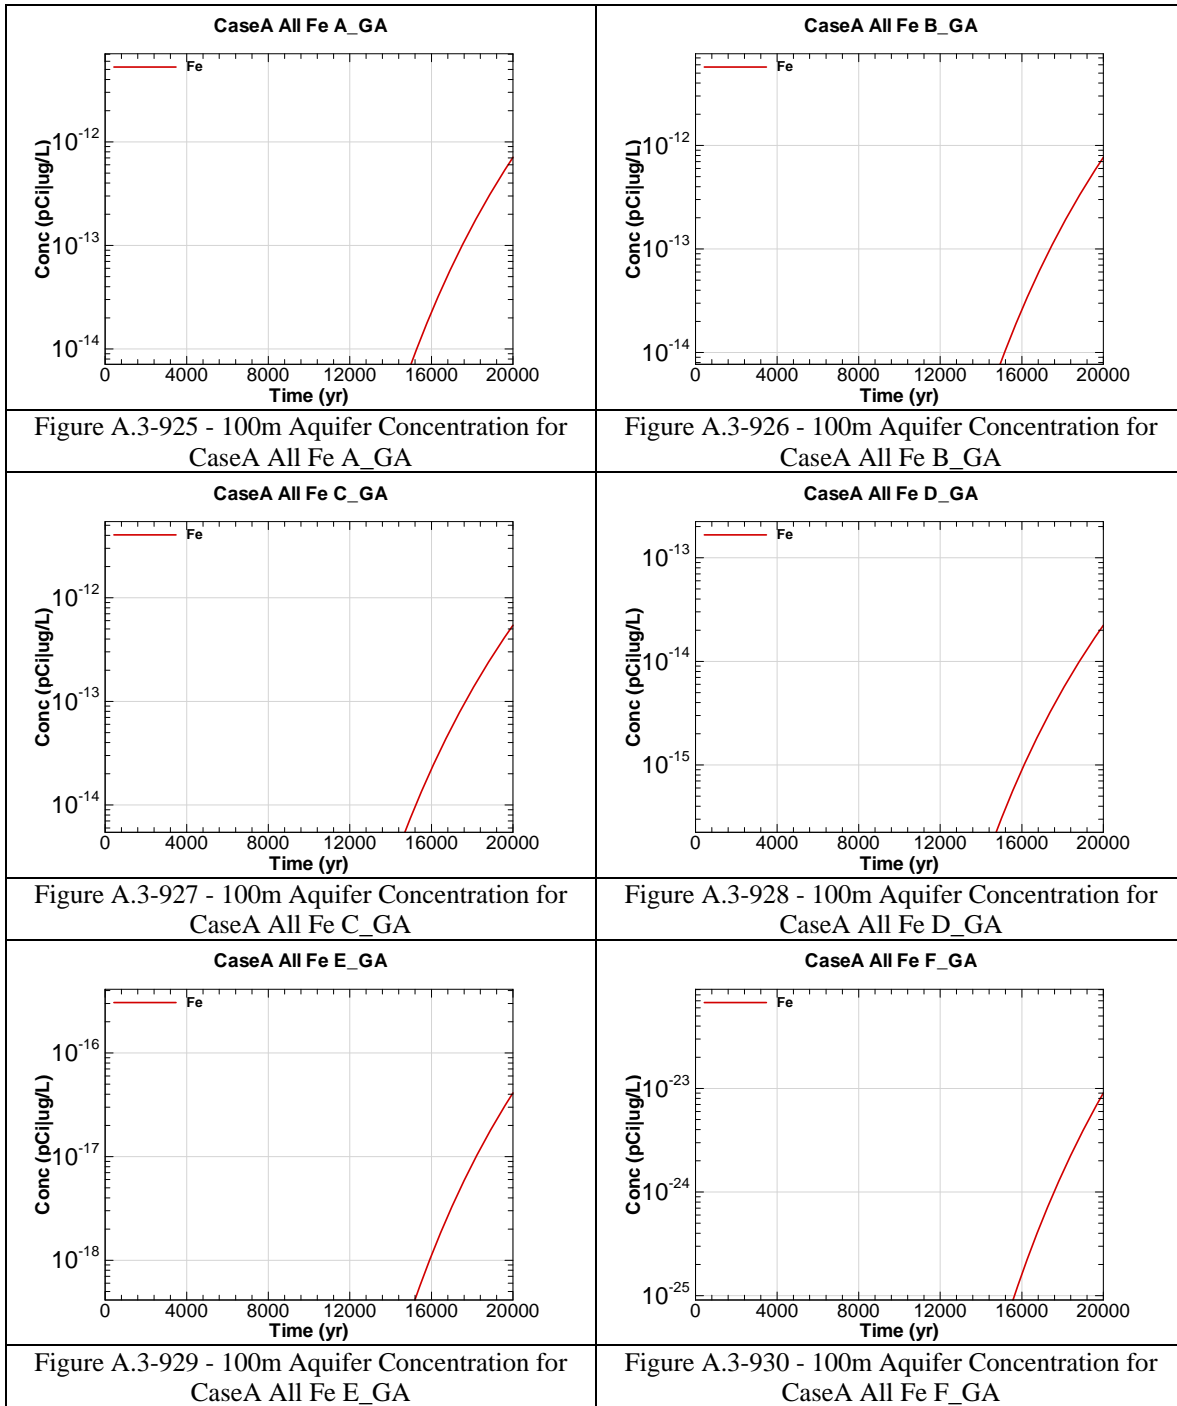 CaseA All Fe A_GA
Fe
Conc (pCi|ug/L)
10-12
10-13
10-14
0 4000 8000 12000 16000 20000
Time (yr)
Figure A.3-925 - 100m Aquifer Concentration for
CaseA All Fe A_GA
CaseA All Fe B_GA
Fe
Conc (pCi|ug/L)
10-12
10-13
10-14
0 4000 8000 12000 16000 20000
Time (yr)
Figure A.3-926 - 100m Aquifer Concentration for
CaseA All Fe B_GA
CaseA All Fe C_GA
Fe
Conc (pCi|ug/L)
10-12
10-13
10-14
0 4000 8000 12000 16000 20000
Time (yr)
Figure A.3-927 - 100m Aquifer Concentration for
CaseA All Fe C_GA
CaseA All Fe D_GA
Fe
Conc (pCi|ug/L)
10-13
10-14
10-15
0 4000 8000 12000 16000 20000
Time (yr)
Figure A.3-928 - 100m Aquifer Concentration for
CaseA All Fe D_GA
CaseA All Fe E_GA
Fe
Conc (pCi|ug/L)
10-16
10-17
10-18
0 4000 8000 12000 16000 20000
Time (yr)
Figure A.3-929 - 100m Aquifer Concentration for
CaseA All Fe E_GA
CaseA All Fe F_GA
Fe
Conc (pCi|ug/L)
10-23
10-24
10-25
0 4000 8000 12000 16000 20000
Time (yr)
Figure A.3-930 - 100m Aquifer Concentration for
CaseA All Fe F_GA